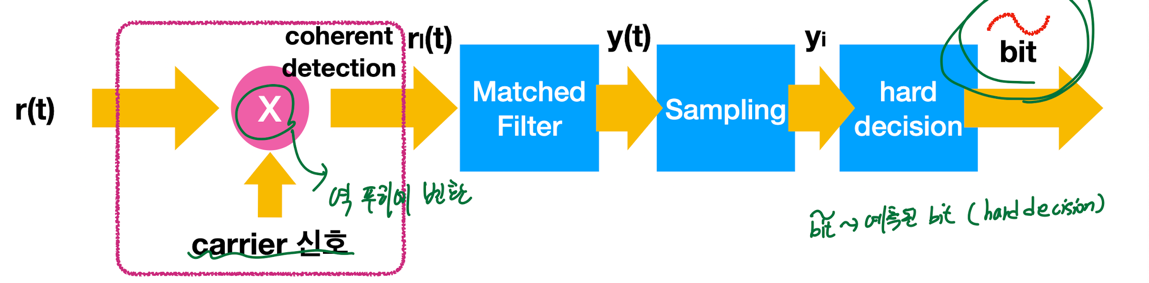 coherent
detection
r(t)
X
carrier 신호
역 푸리에 변환
rₗ(t)
Matched
Filter
y(t)
Sampling
yᵢ
hard
decision
~
bit
~
bit → 예측된 bit (hard decision)